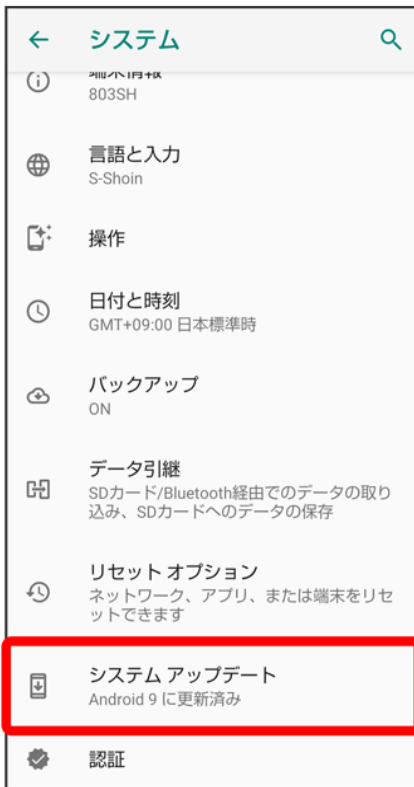 システム
端末情報
803SH
言語と入力
S-Shoin
操作
日付と時刻
GMT+09:00 日本標準時
バックアップ
ON
データ引継
SDカード/Bluetooth経由でのデータの取り
込み、SDカードへのデータの保存
リセット オプション
ネットワーク、アプリ、または端末をリセ
ットできます
システム アップデート
Android 9 に更新済み
認証